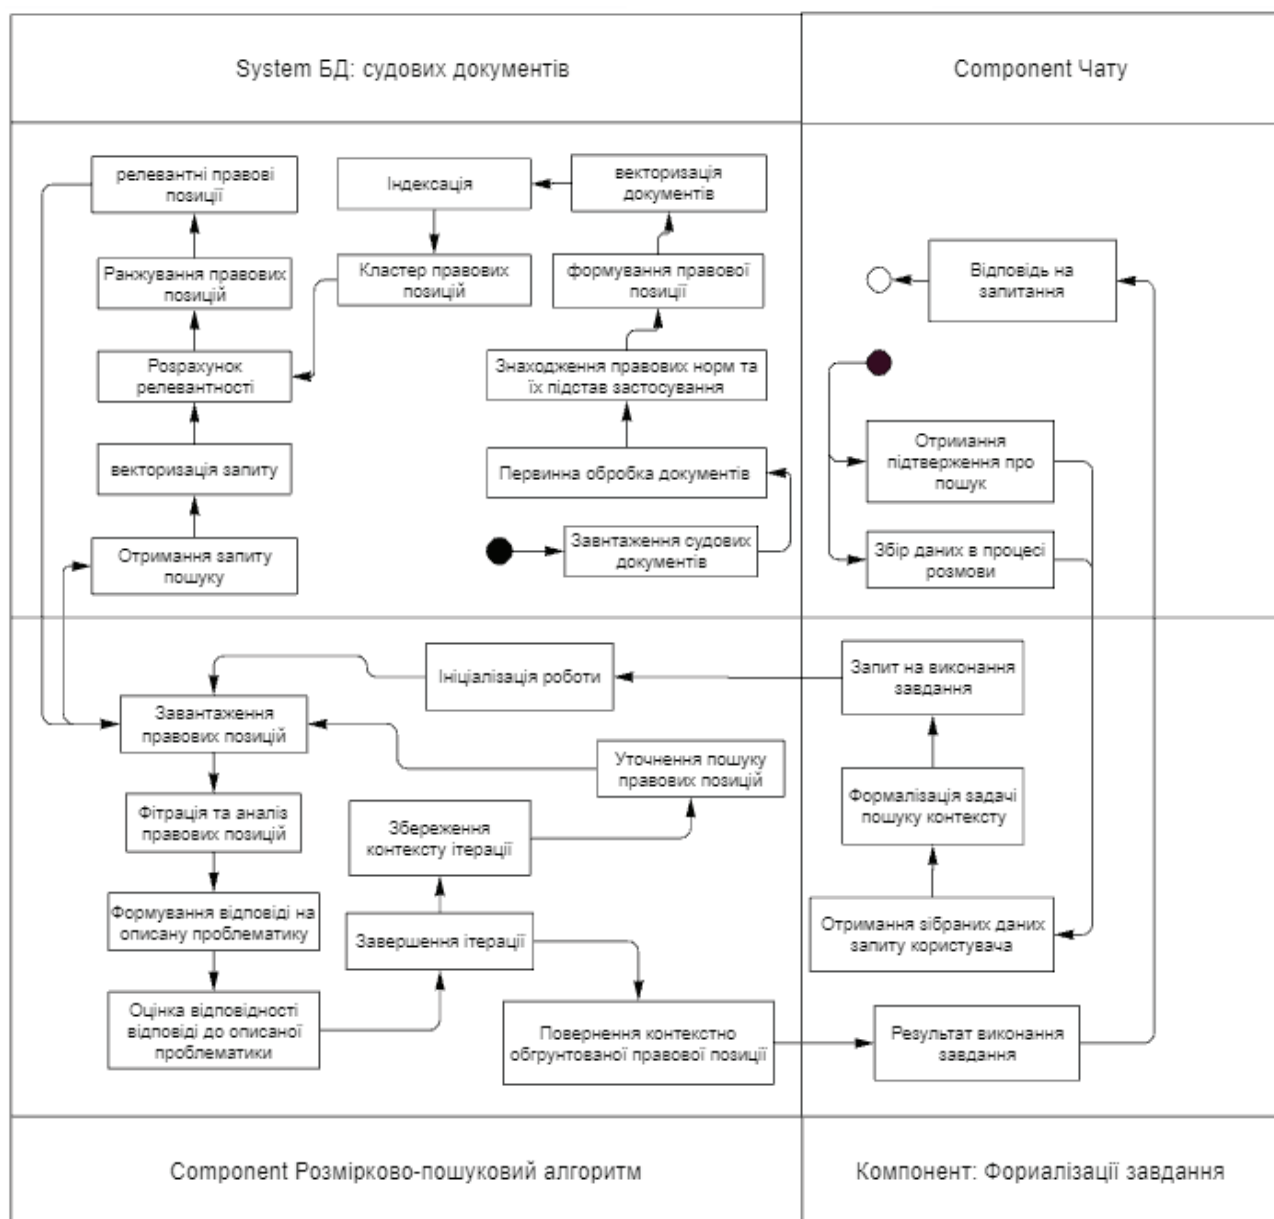 System БД: судових документів
Component Чату
релевантні правові
позиції
Індексація
векторизація
документів
Ранжування правових
позицій
Кластер правових
позицій
формування правової
позиції
Відповідь на
запитання
Розрахунок
релевантності
Знаходження правових норм та
їх підстав застосування
векторизація запиту
Первинна обробка документів
Отрииання
підтверження про
пошук
Отримання запиту
пошуку
Завнтаження судових
документів
Збір даних в процесі
розмови
Ініціалізація роботи
Запит на виконання
завдання
Завантаження
правових позицій
Уточнення пошуку
правових позицій
Формалізація задачі
пошуку контексту
Фітрація та аналіз
правових позицій
Збереження
контексту ітерації
Формування відповіді на
описану проблематику
Завершення ітерації
Отримання зібраних даних
запиту користувача
Оцінка відповідності
відповіді до описаної
проблематики
Повернення контекстно
обгрунтованої правової позиції
Результат виконання
завдання
Component Розмірково-пошуковий алгоритм
Компонент: Фориалізації завдання